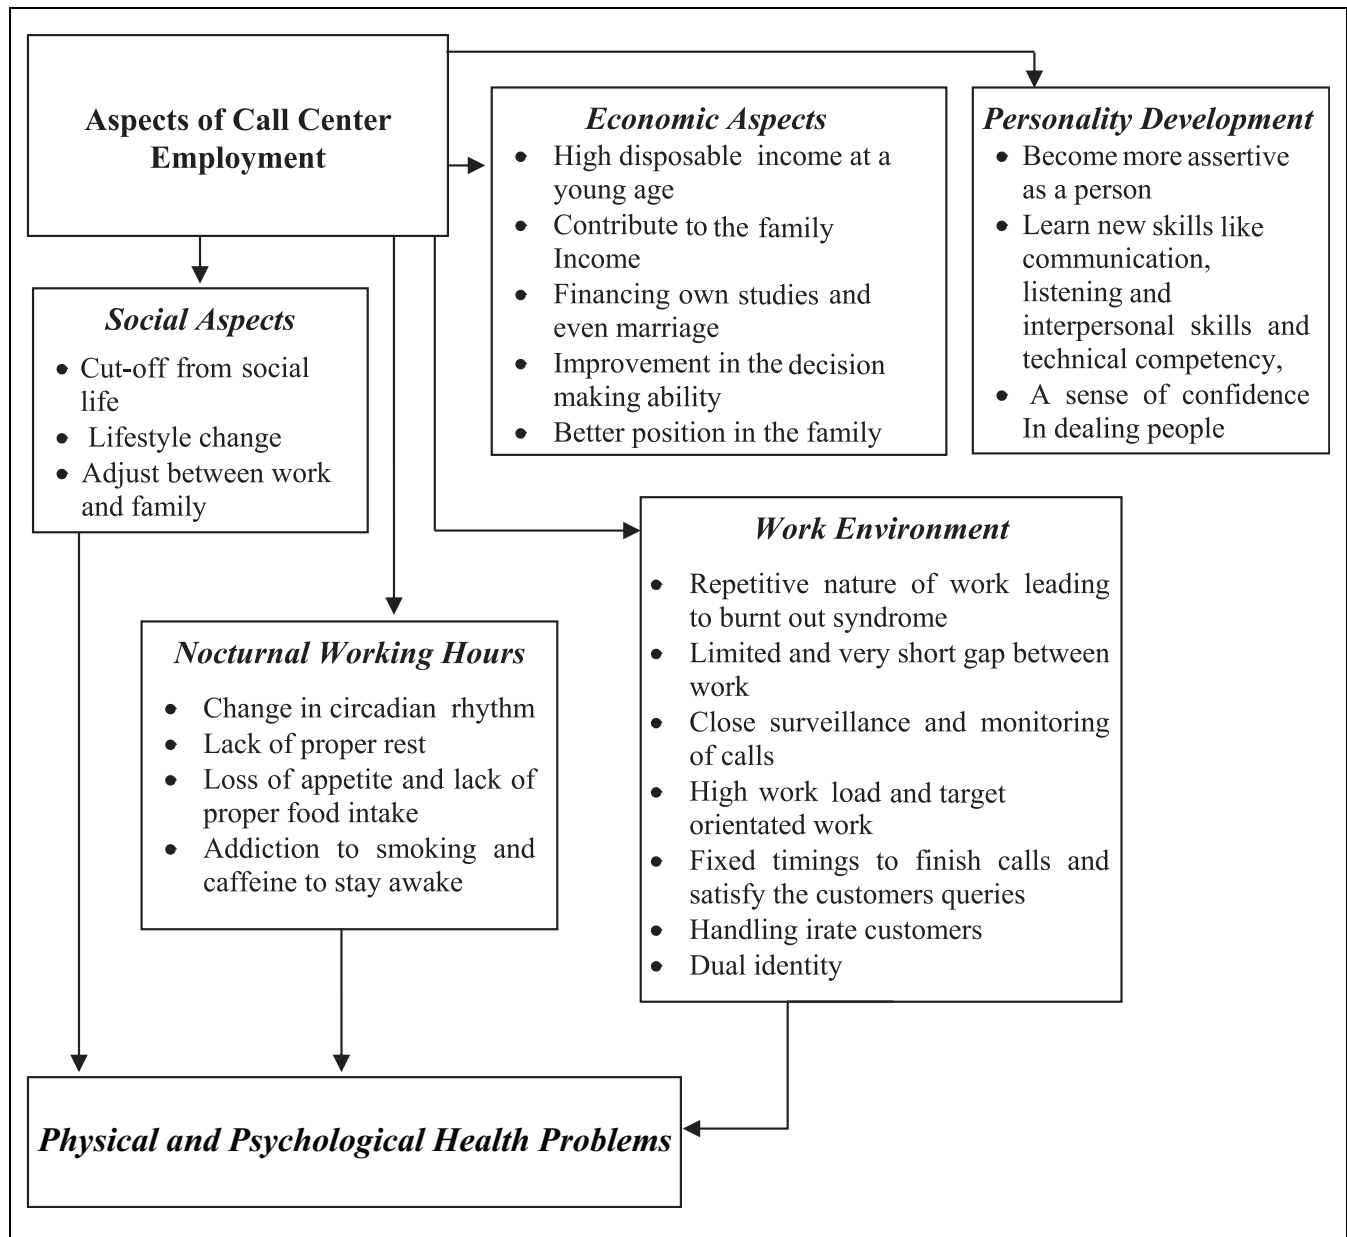 Aspects of Call Center
Employment
Economic Aspects
• High disposable income at a
young age
• Contribute to the family
Income
• Financing own studies and
even marriage
• Improvement in the decision
making ability
• Better position in the family
Personality Development
• Become more assertive
as a person
• Learn new skills like
communication,
listening and
interpersonal skills and
technical competency,
• A sense of confidence
In dealing people
Social Aspects
• Cut-off from social
life
• Lifestyle change
• Adjust between work
and family
Work Environment
• Repetitive nature of work leading
to burnt out syndrome
• Limited and very short gap between
work
• Close surveillance and monitoring
of calls
• High work load and target
orientated work
• Fixed timings to finish calls and
satisfy the customers queries
• Handling irate customers
• Dual identity
Nocturnal Working Hours
• Change in circadian rhythm
• Lack of proper rest
• Loss of appetite and lack of
proper food intake
• Addiction to smoking and
caffeine to stay awake
Physical and Psychological Health Problems